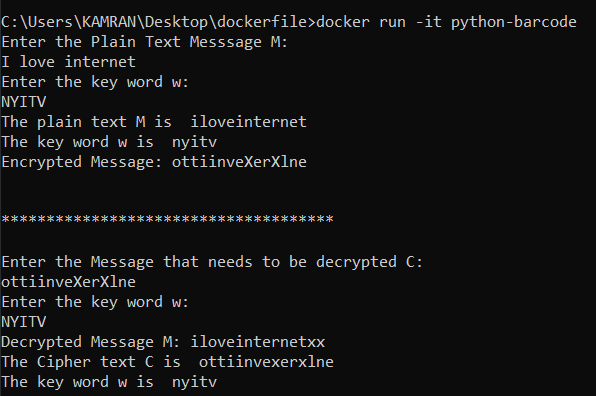 C:\Users\KAMRAN\Desktop\dockerfile>docker run -it python-barcode
Enter the Plain Text Messsage M:
I love internet
Enter the key word w:
NYITV
The plain text M is  iloveinternet
The key word w is  nyitv
Encrypted Message: ottiinveXerXlne
*************************************
Enter the Message that needs to be decrypted C:
ottiinveXerXlne
Enter the key word w:
NYITV
Decrypted Message M: iloveinternetxx
The Cipher text C is  ottiinvexerxlne
The key word w is  nyitv